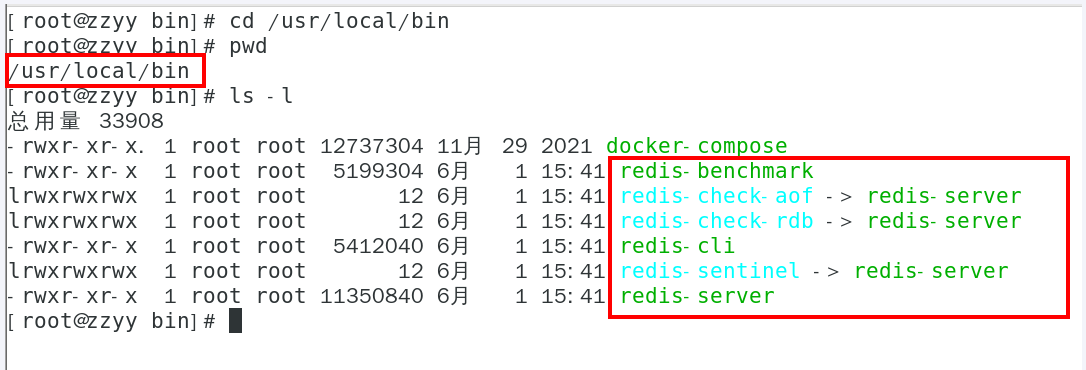 [root@zzyy bin]# cd /usr/local/bin
[root@zzyy bin]# pwd
/usr/local/bin
[root@zzyy bin]# ls -l
总用量 33908
-rwxr-xr-x. 1 root root 12737304 11月 29 2021 docker-compose
-rwxr-xr-x 1 root root 5199304 6月 1 15:41 redis-benchmark
lrwxrwxrwx 1 root root 12 6月 1 15:41 redis-check-aof -> redis-server
lrwxrwxrwx 1 root root 12 6月 1 15:41 redis-check-rdb -> redis-server
-rwxr-xr-x 1 root root 5412040 6月 1 15:41 redis-cli
lrwxrwxrwx 1 root root 12 6月 1 15:41 redis-sentinel -> redis-server
-rwxr-xr-x 1 root root 11350840 6月 1 15:41 redis-server
[root@zzyy bin]#